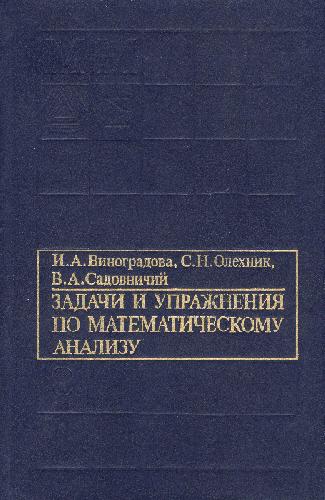 И.А.Виноградова, С.Н.Олехник,
В.А.Садовничий
ЗАДАЧИ И УПРАЖНЕНИЯ
ПО МАТЕМАТИЧЕСКОМУ
АНАЛИЗУ